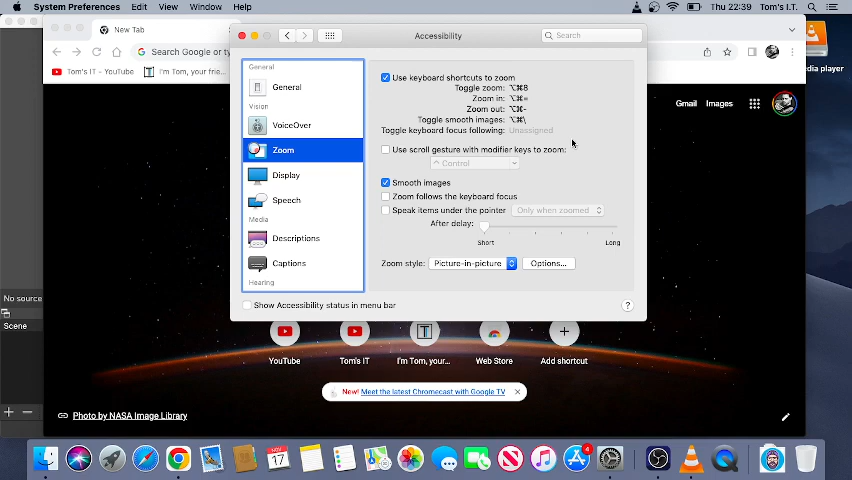 System Preferences Edit View Window Help Thu 22:39 Tom's I.T.
New Tab
Accessibility
Search
Search Google or ty
Tom's IT – YouTube
I'm Tom, your frie...
edia player
Gmail Images
General
General
Vision
VoiceOver
Zoom
Display
Speech
Media
Descriptions
Captions
Hearing
Use keyboard shortcuts to zoom
Toggle zoom: ⌥⌘8
Zoom in: ⌥⌘=
Zoom out: ⌥⌘-
Toggle smooth images: ⌥⌘\
Toggle keyboard focus following: Unassigned
Use scroll gesture with modifier keys to zoom:
^ Control
Smooth images
Zoom follows the keyboard focus
Speak items under the pointer Only when zoomed
After delay:
Short Long
Zoom style: Picture-in-picture Options...
Show Accessibility status in menu bar ?
No source
Scene
YouTube
Tom's IT
I'm Tom, your...
Web Store
Add shortcut
New! Meet the latest Chromecast with Google TV
Photo by NASA Image Library
NOV
17
4